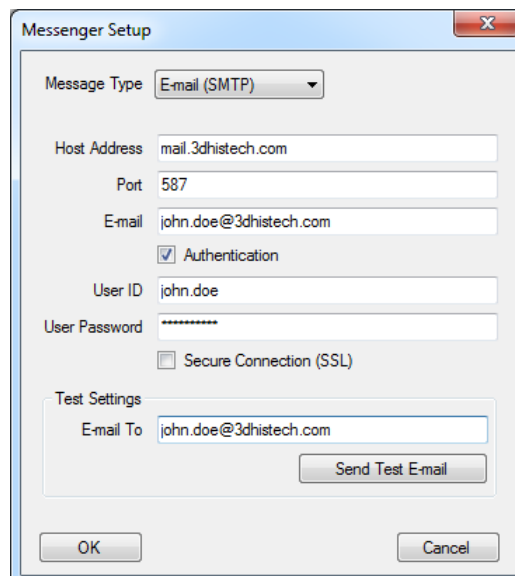 Messenger Setup
Message Type E-mail (SMTP)
Host Address mail.3dhistech.com
Port 587
E-mail john.doe@3dhistech.com
Authentication
User ID john.doe
User Password **********
Secure Connection (SSL)
Test Settings
E-mail To john.doe@3dhistech.com
Send Test E-mail
OK Cancel